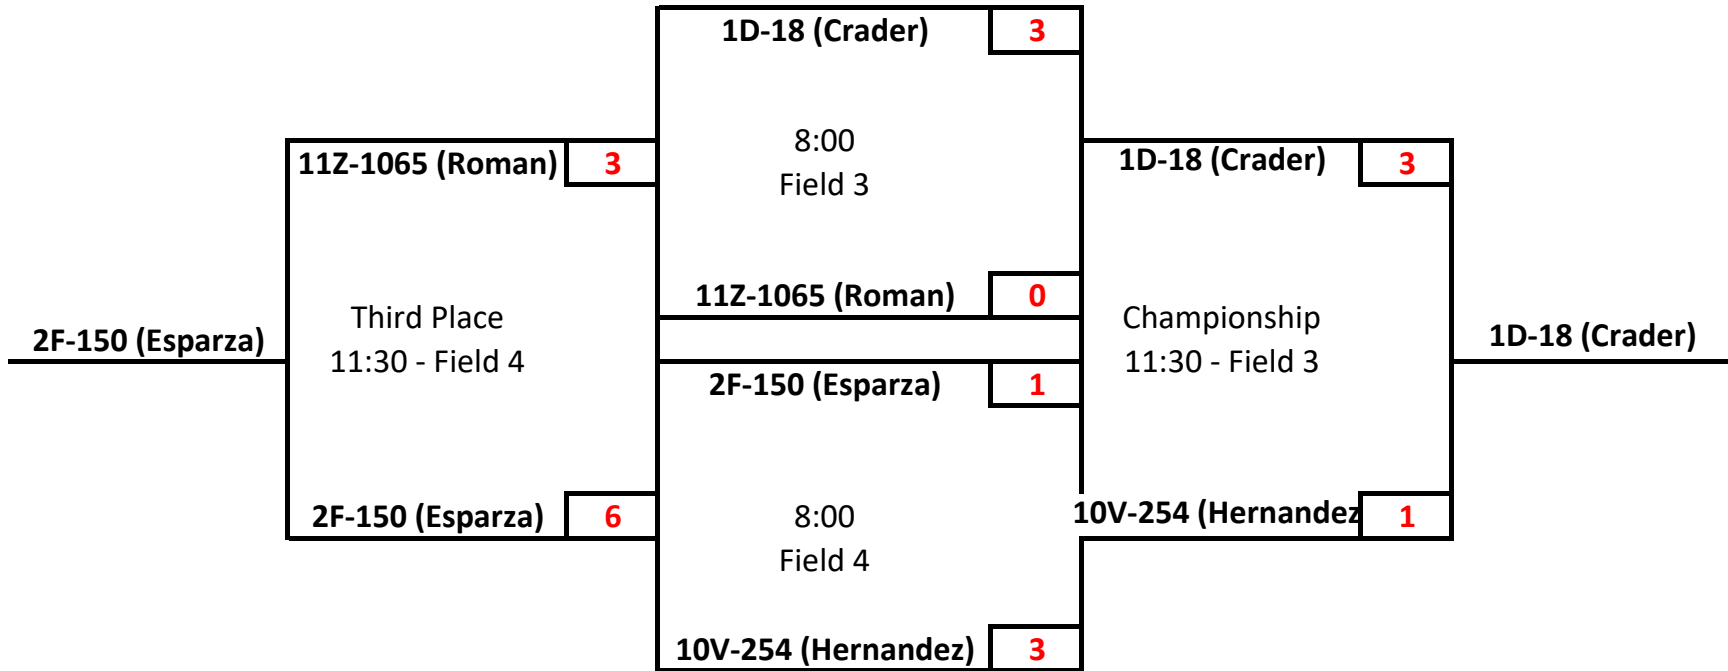 1D-18 (Crader) 3
8:00
Field 3
11Z-1065 (Roman) 0
2F-150 (Esparza) 1
8:00
Field 4
10V-254 (Hernandez) 3
11Z-1065 (Roman) 3
Third Place
11:30 - Field 4
2F-150 (Esparza) 6
2F-150 (Esparza)
1D-18 (Crader) 3
Championship
11:30 - Field 3
10V-254 (Hernandez 1
1D-18 (Crader)